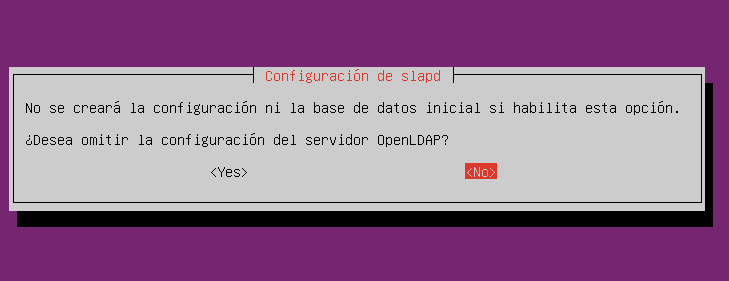 Configuración de slapd
No se creará la configuración ni la base de datos inicial si habilita esta opción.
¿Desea omitir la configuración del servidor OpenLDAP?
<Yes> <No>